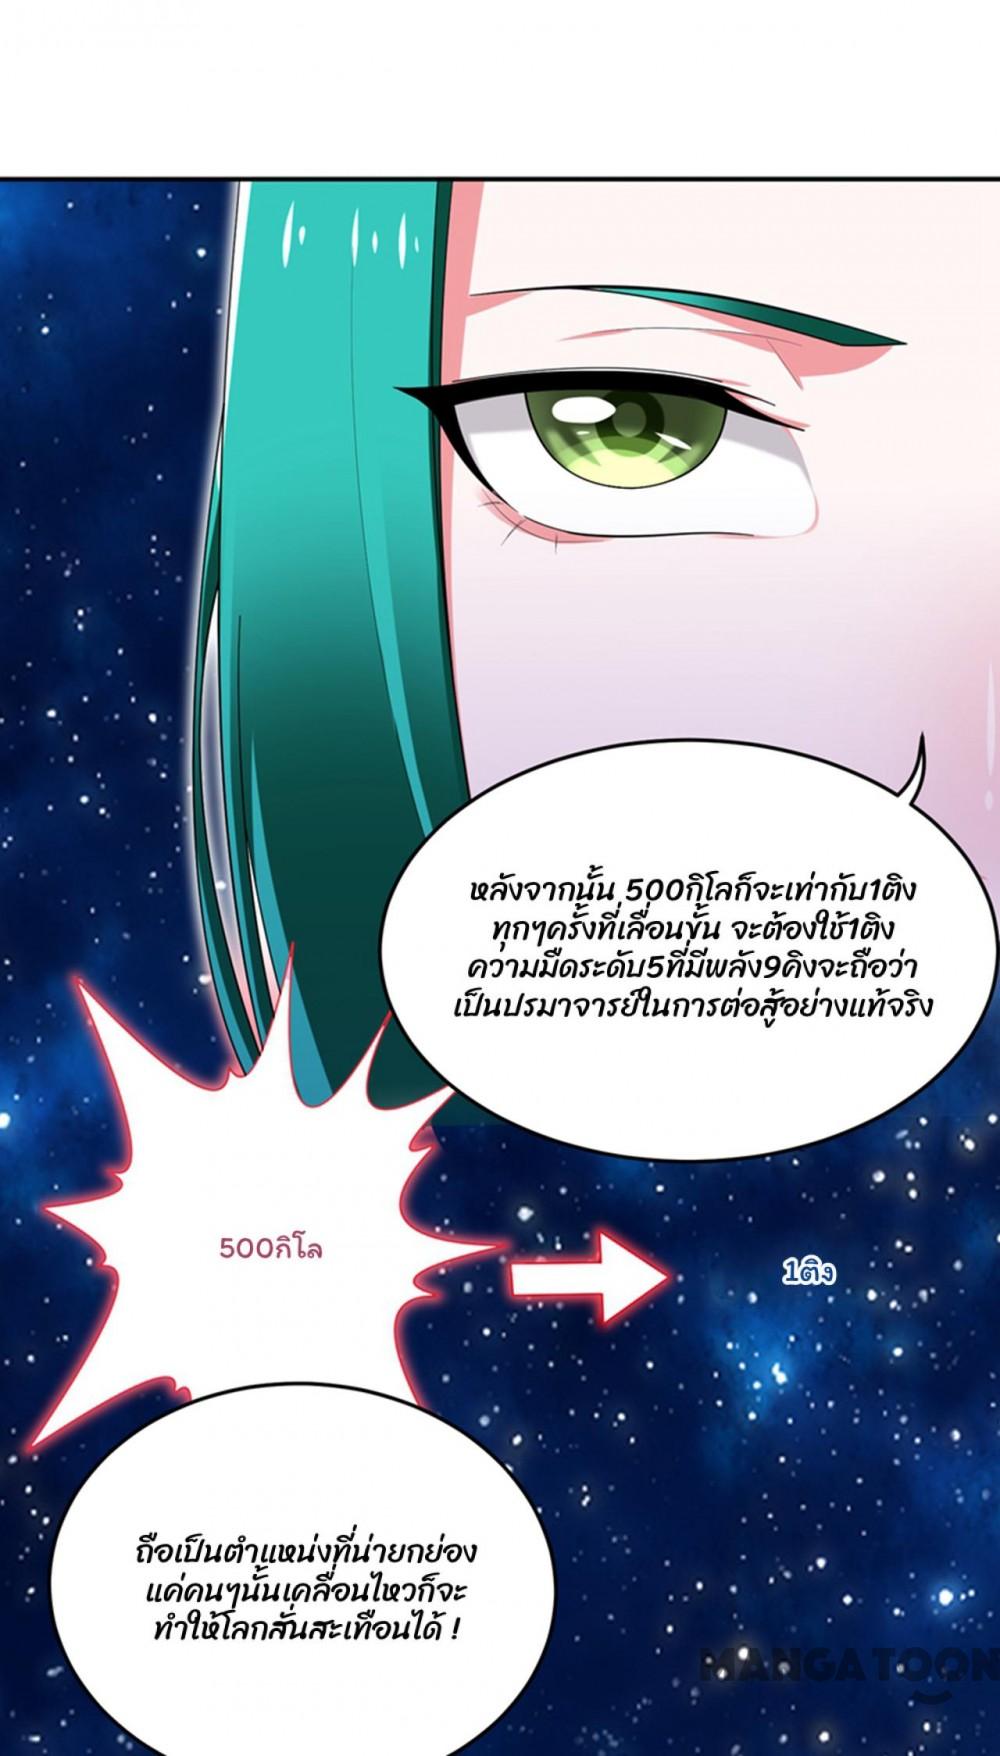 หลังจากนั้น 500กิโลก็จะเท่ากับ1ติง
ทุกๆครั้งที่เลื่อนขั้น จะต้องใช้1ติง
ความมืดระดับ5ที่มีพลัง9คิงจะถือว่า
เป็นปรมาจารย์ในการต่อสู้อย่างแท้จริง
500กิโล
1ติง
ถือเป็นตำแหน่งที่น่ายกย่อง
แค่คนๆนั้นเคลื่อนไหวก็จะ
ทำให้โลกสั่นสะเทือนได้ !
MANGATOON